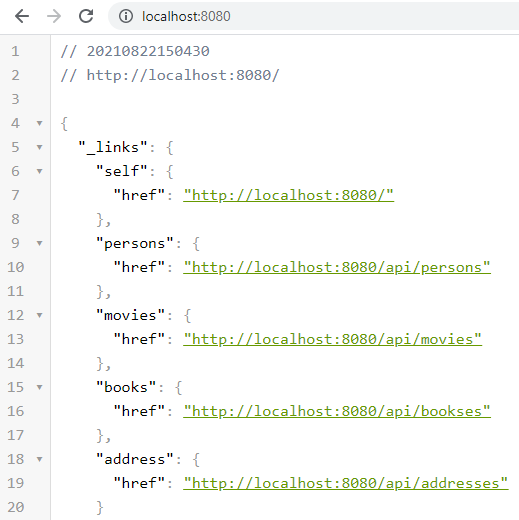 localhost:8080
1 // 20210822150430
2 // http://localhost:8080/
3
4 {
5 "_links": {
6 "self": {
7 "href": "http://localhost:8080/"
8 },
9 "persons": {
10 "href": "http://localhost:8080/api/persons"
11 },
12 "movies": {
13 "href": "http://localhost:8080/api/movies"
14 },
15 "books": {
16 "href": "http://localhost:8080/api/bookses"
17 },
18 "address": {
19 "href": "http://localhost:8080/api/addresses"
20 }